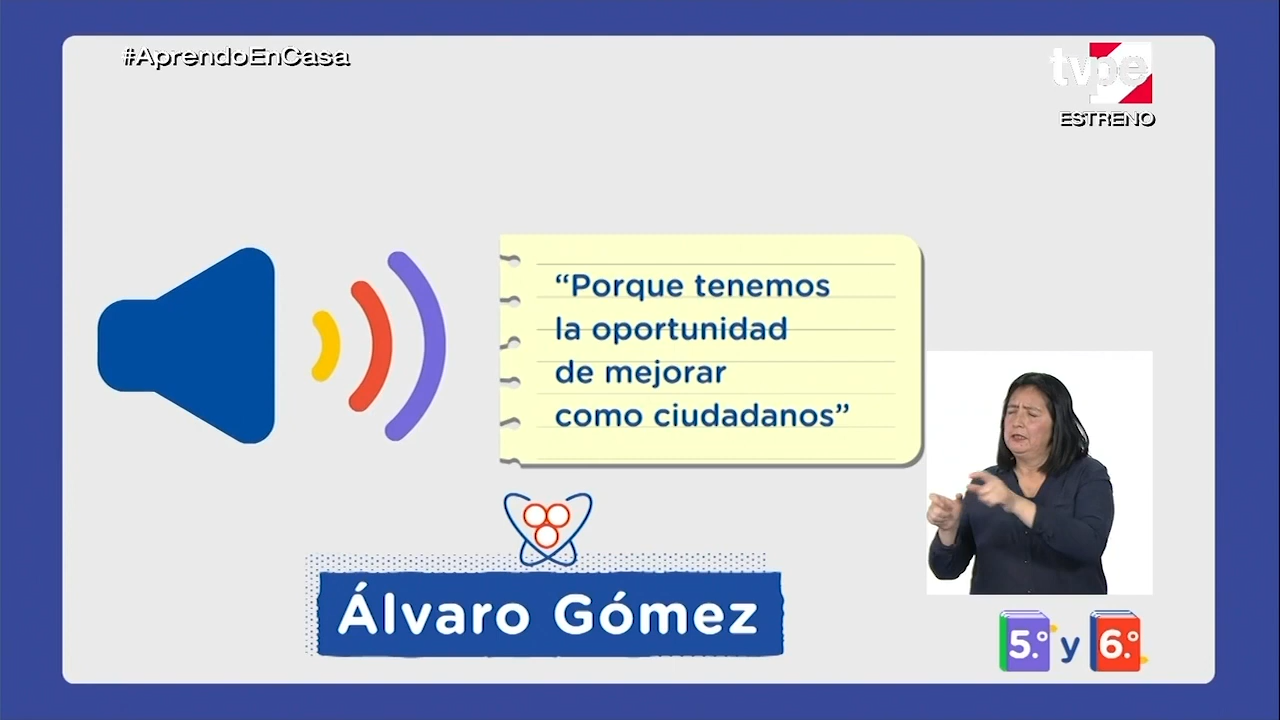 #AprendoEnCasa
tvpe
ESTRENO
“Porque tenemos
la oportunidad
de mejorar
como ciudadanos”
Álvaro Gómez
5.° y 6.°